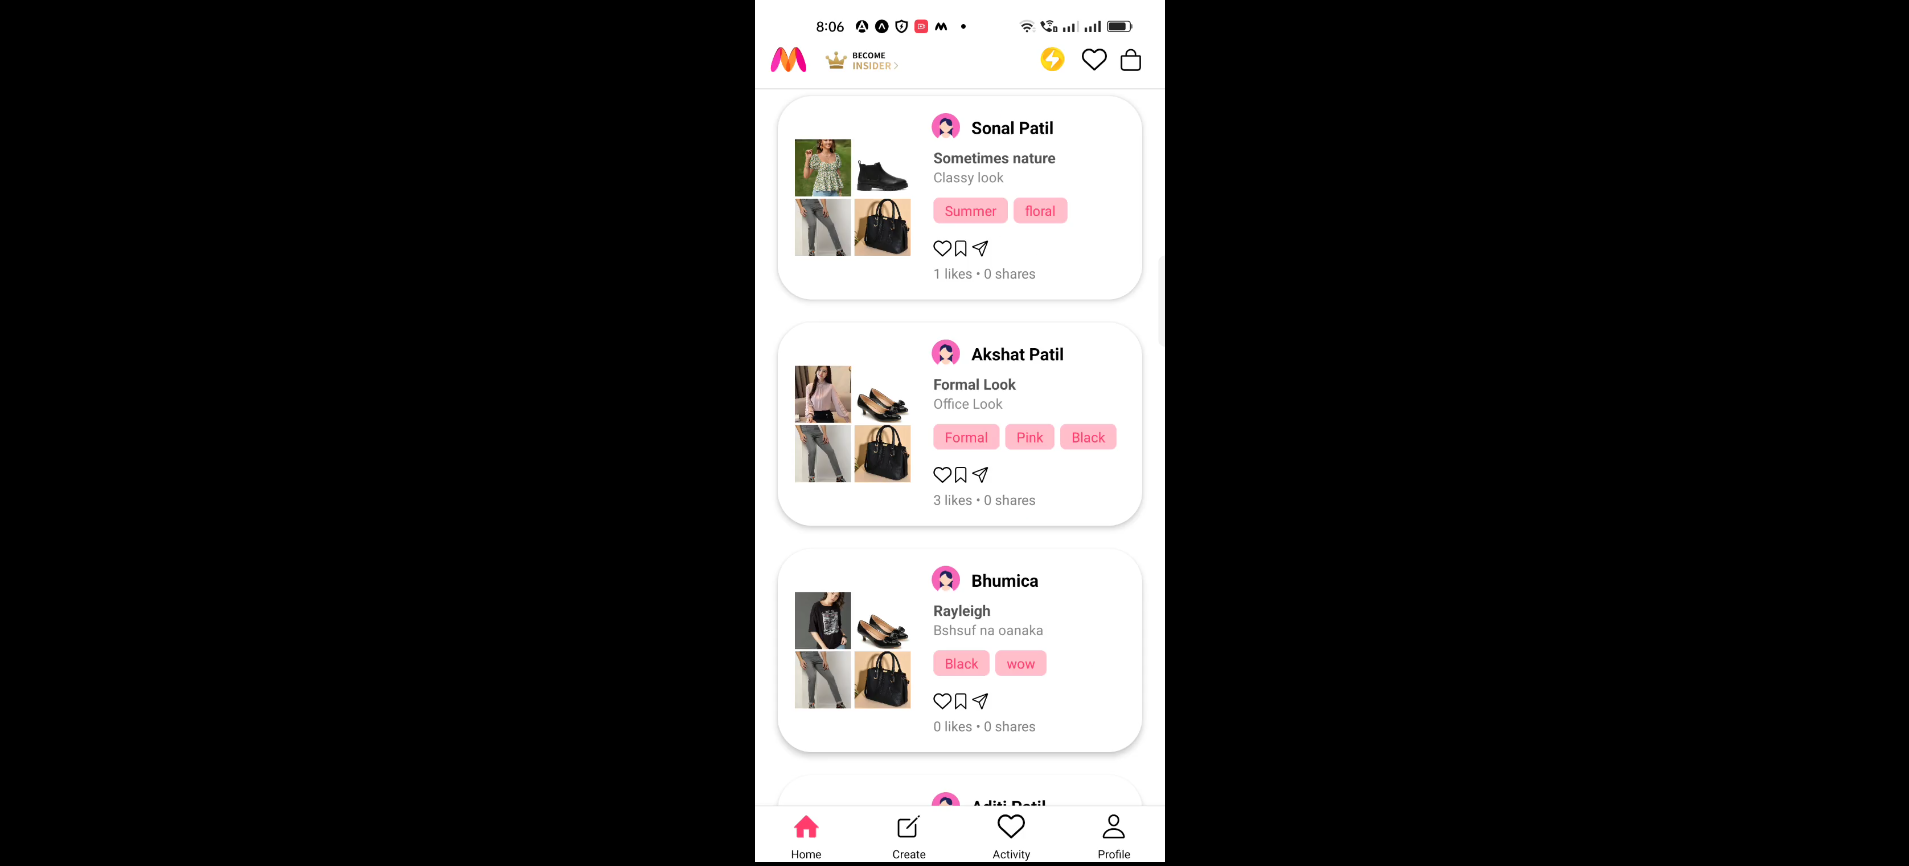 8:06
BECOME
INSIDER
Sonal Patil
Sometimes nature
Classy look
Summer floral
1 likes • 0 shares
Akshat Patil
Formal Look
Office Look
Formal Pink Black
3 likes • 0 shares
Bhumica
Rayleigh
Bshsuf na oanaka
Black wow
0 likes • 0 shares
Aditi Patil
Home Create Activity Profile